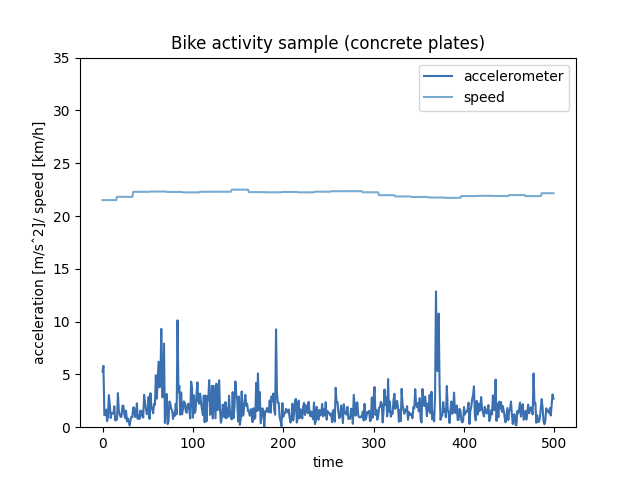 Bike activity sample (concrete plates)
accelerometer
speed
acceleration [m/s^2]/ speed [km/h]
35
30
25
20
15
10
5
0
0 100 200 300 400 500
time